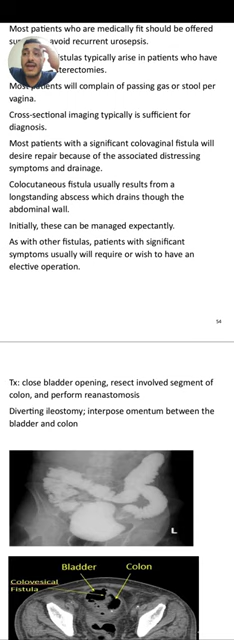 Most patients who are medically fit should be offered
avoid recurrent urosepsis.
fistulas typically arise in patients who have
Most patients will complain of passing gas or stool per
vagina.
Cross-sectional imaging typically is sufficient for
diagnosis.
Most patients with a significant colovaginal fistula will
desire repair because of the associated distressing
symptoms and drainage.
Colocutaneous fistula usually results from a
longstanding abscess which drains though the
abdominal wall.
Initially, these can be managed expectantly.
As with other fistulas, patients with significant
symptoms usually will require or wish to have an
elective operation.
54
Tx: close bladder opening, resect involved segment of
colon, and perform reanastomosis
Diverting ileostomy; interpose omentum between the
bladder and colon
L
Bladder
Colon
Colovesical
Fistula